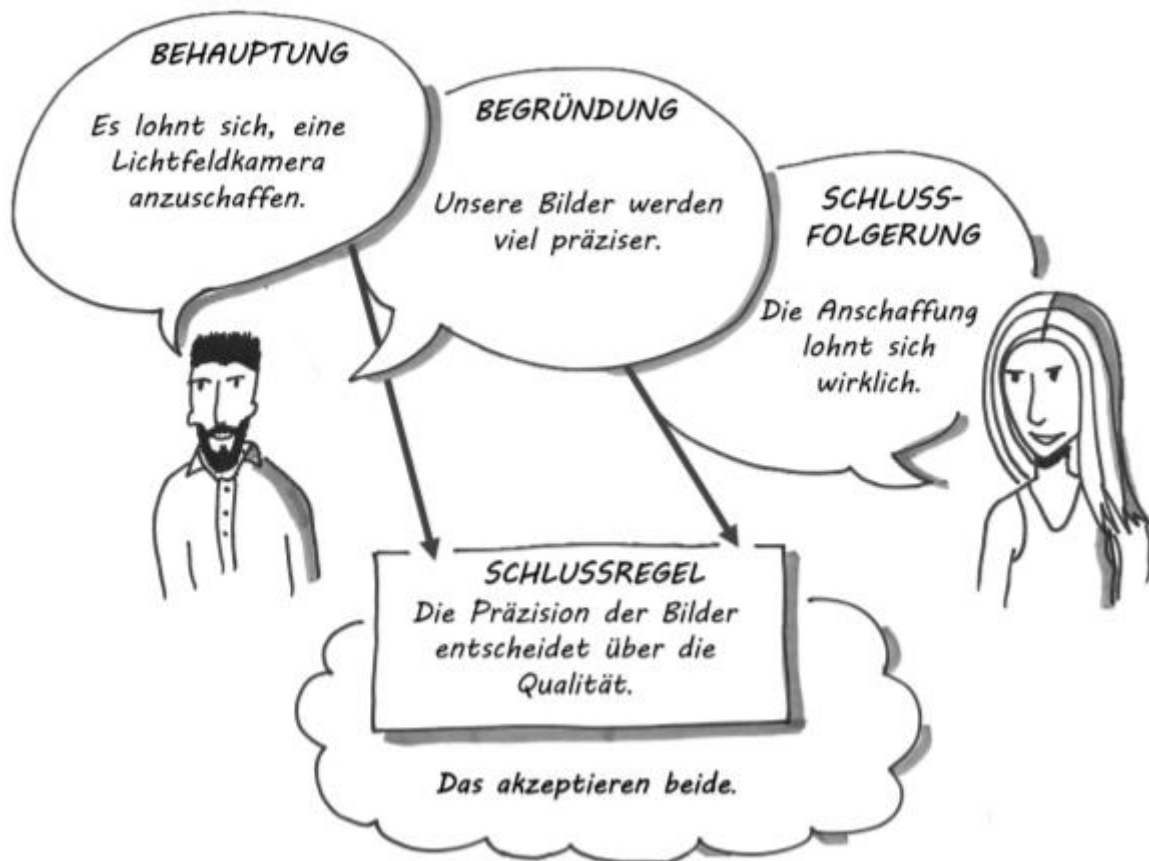 BEHAUPTUNG
Es lohnt sich, eine
Lichtfeldkamera
anzuschaffen.
BEGRÜNDUNG
Unsere Bilder werden
viel präziser.
SCHLUSS-
FOLGERUNG
Die Anschaffung
lohnt sich
wirklich.
SCHLUSSREGEL
Die Präzision der Bilder
entscheidet über die
Qualität.
Das akzeptieren beide.